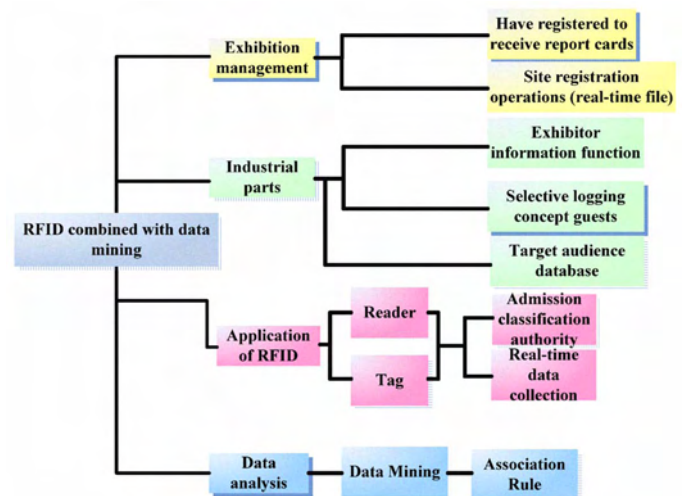 Exhibition
management
Have registered to
receive report cards
Site registration
operations (real-time file)
Industrial
parts
Exhibitor
information function
Selective logging
concept guests
Target audience
database
RFID combined with data
mining
Application
of RFID
Reader
Tag
Admission
classification
authority
Real-time
data
collection
Data
analysis
Data Mining
Association
Rule